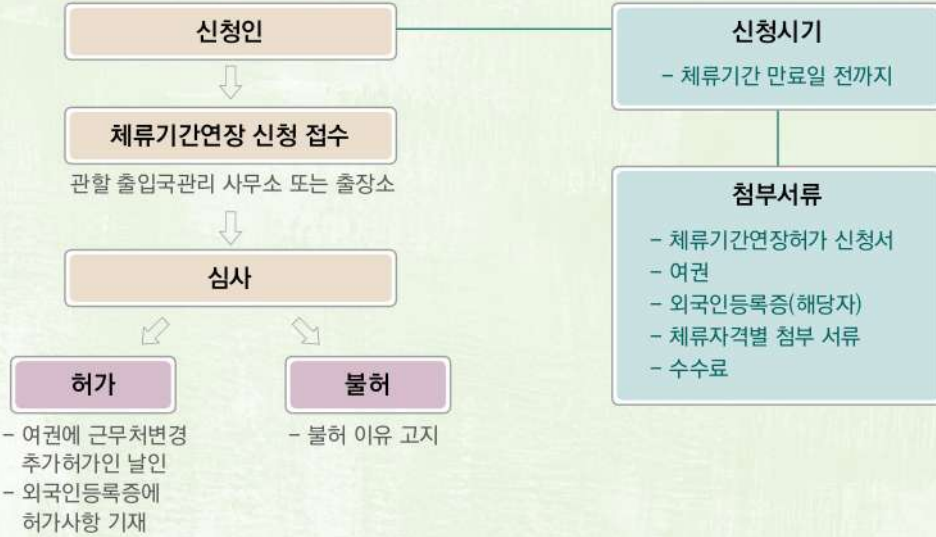 신청인
체류기간연장 신청 접수
관할 출입국관리 사무소 또는 출장소
심사
허가
- 여권에 근무처변경
추가허가인 날인
- 외국인등록증에
허가사항 기재
불허
- 불허 이유 고지
신청시기
- 체류기간 만료일 전까지
첨부서류
- 체류기간연장허가 신청서
- 여권
- 외국인등록증(해당자)
- 체류자격별 첨부 서류
- 수수료